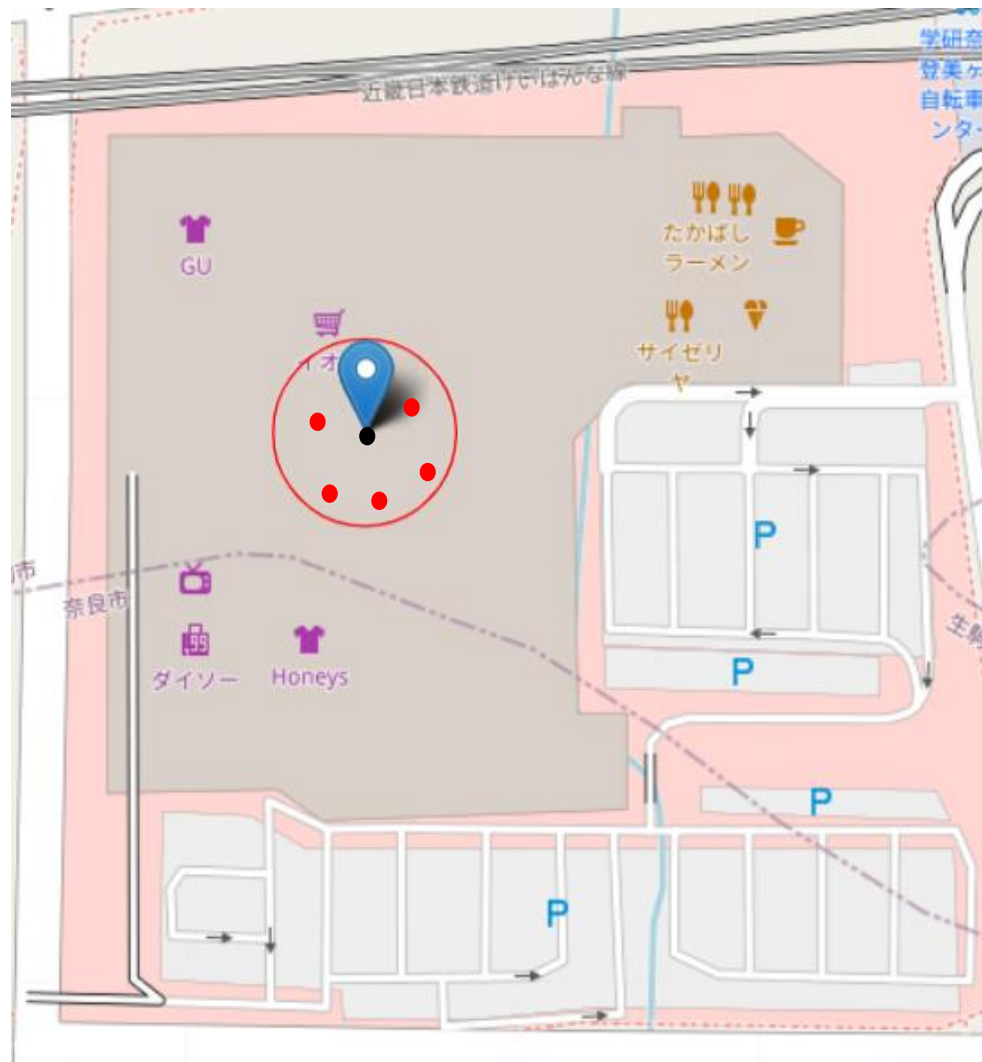 近畿日本鉄道けいはんな線
学研奈
登美ヶ
自転車
ンター
GU
たかばし
ラーメン
サイゼリ
ヤ
イオ
P
市
奈良市
生駒
P
ダイソー
Honeys
P
P